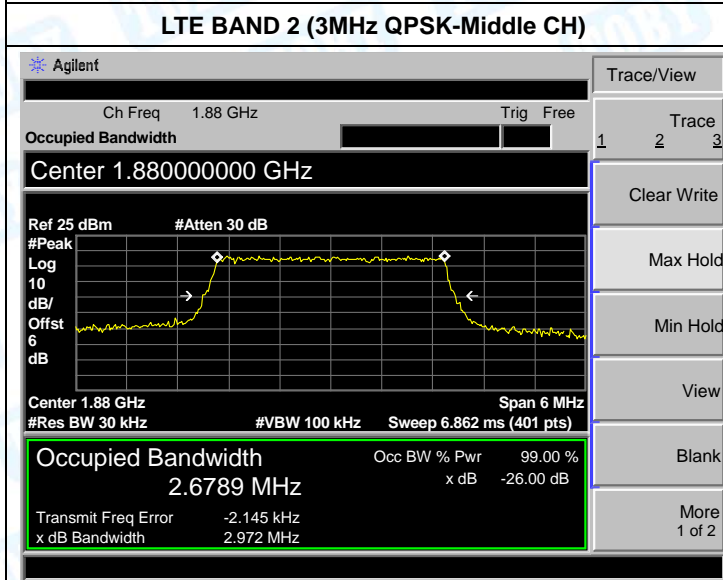 LTE BAND 2 (3MHz QPSK-Middle CH)
Agilent
Trace/View
Ch Freq 1.88 GHz Trig Free
Occupied Bandwidth
Trace
1 2 3
Center 1.880000000 GHz
Clear Write
Ref 25 dBm #Atten 30 dB
#Peak
Log
10
dB/
Offst
6
dB
Max Hold
Min Hold
Center 1.88 GHz Span 6 MHz
#Res BW 30 kHz #VBW 100 kHz Sweep 6.862 ms (401 pts)
View
Occupied Bandwidth Occ BW % Pwr 99.00 %
2.6789 MHz x dB -26.00 dB
Blank
Transmit Freq Error -2.145 kHz
x dB Bandwidth 2.972 MHz
More
1 of 2